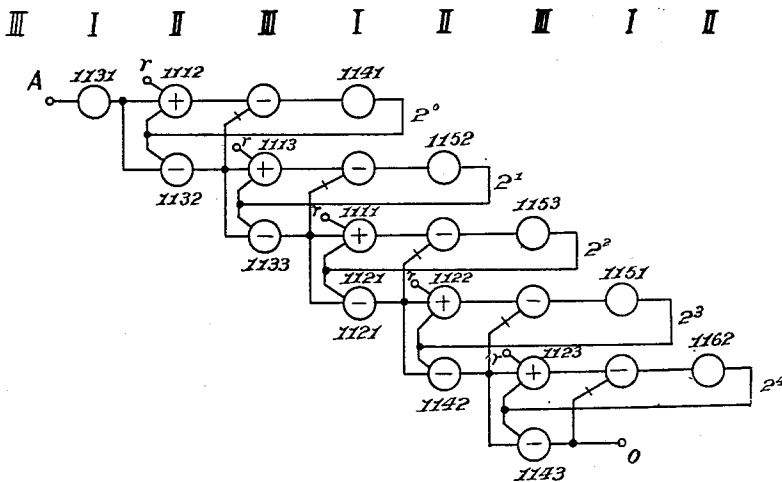 III I II III I II III I II
A 1131 r 1112 + - 1141 2⁰
- 1132 r 1113 + - 1152 2¹
- 1133 r 1111 + - 1153 2²
1121
- 1121 r 1122 + - 1151 2³
- 1142 r 1123 + - 1162 2⁴
- 1143 0